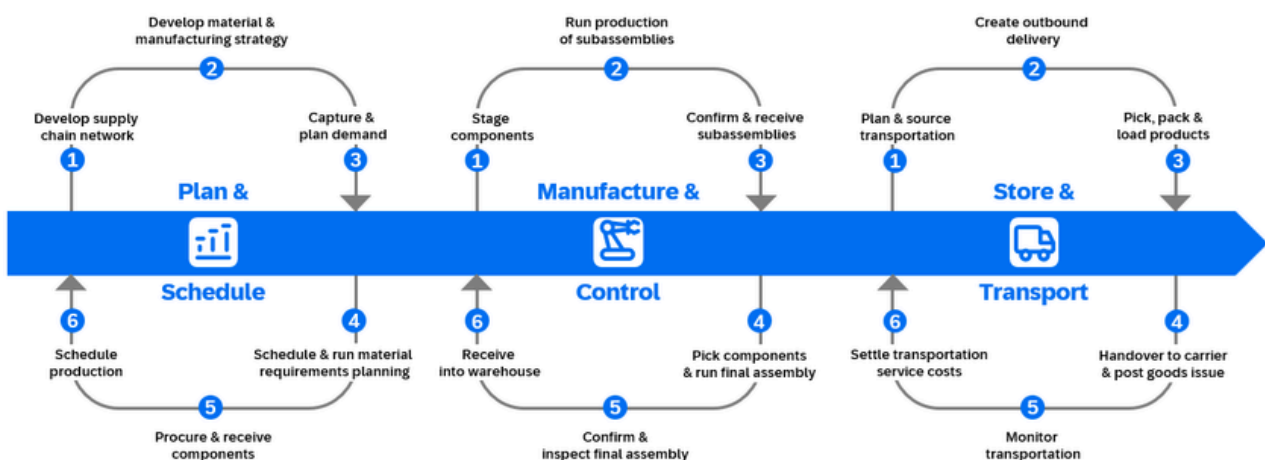 Develop material &
manufacturing strategy
2
Develop supply
chain network
1
Capture &
plan demand
3
Plan &
Schedule
6
Schedule
production
4
Schedule & run material
requirements planning
5
Procure & receive
components
Run production
of subassemblies
2
Stage
components
1
Confirm & receive
subassemblies
3
Manufacture &
Control
6
Receive
into warehouse
4
Pick components
& run final assembly
5
Confirm &
inspect final assembly
Create outbound
delivery
2
Plan & source
transportation
1
Pick, pack &
load products
3
Store &
Transport
6
Settle transportation
service costs
4
Handover to carrier
& post goods issue
5
Monitor
transportation